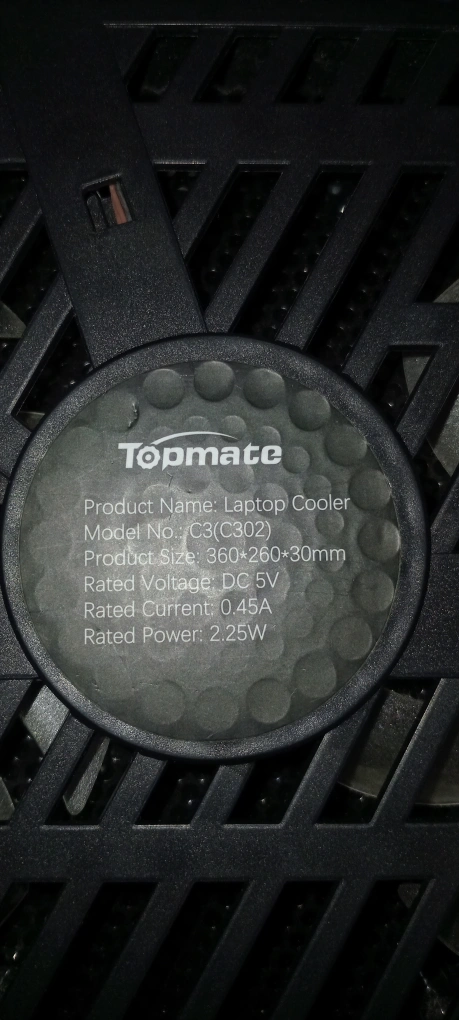 Topmate
Product Name: Laptop Cooler
Model No.: C3(C302)
Product Size: 360*260*30mm
Rated Voltage: DC 5V
Rated Current: 0.45A
Rated Power: 2.25W